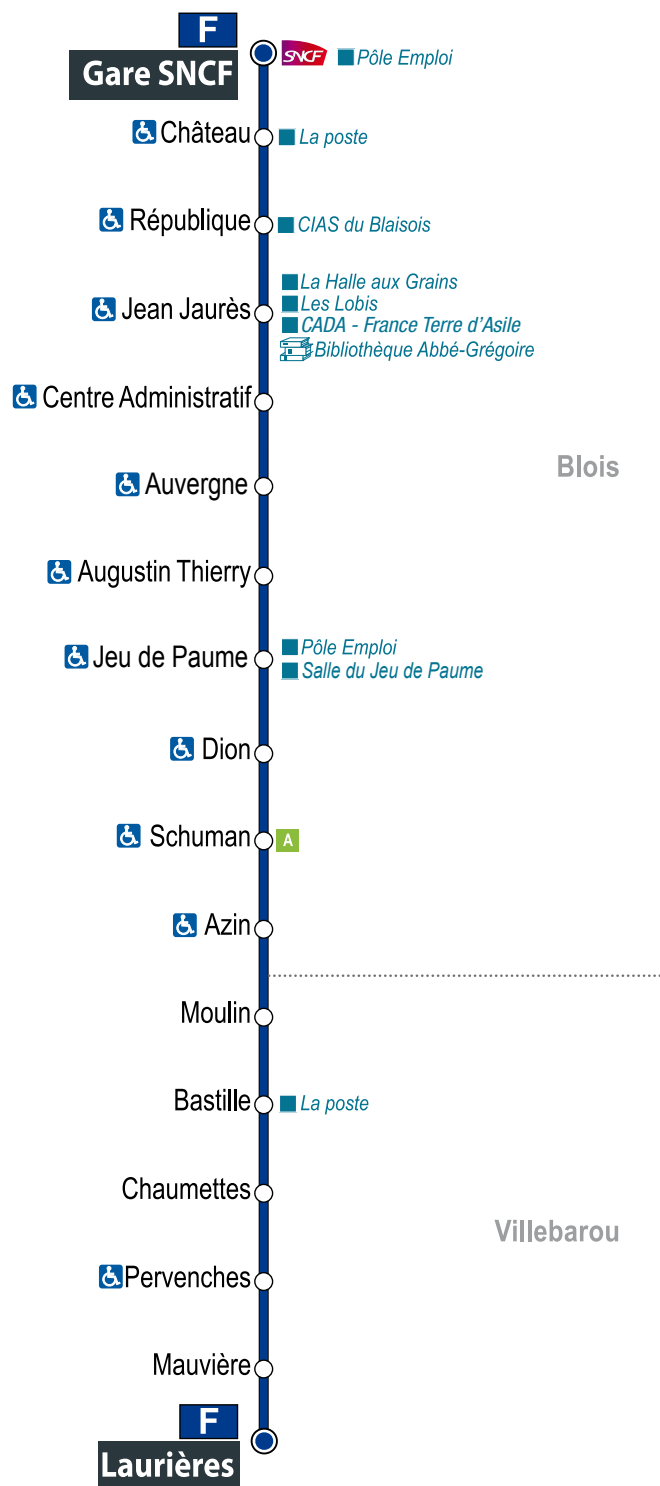 F
Gare SNCF
SNCF Pôle Emploi
Château La poste
République CIAS du Blaisois
La Halle aux Grains
Les Lobis
Jean Jaurès
CADA - France Terre d'Asile
Bibliothèque Abbé-Grégoire
Centre Administratif
Blois
Auvergne
Augustin Thierry
Pôle Emploi
Jeu de Paume
Salle du Jeu de Paume
Dion
Schuman A
Azin
Moulin
Bastille La poste
Chaumettes
Villebarou
Pervenches
Mauvière
F
Laurières